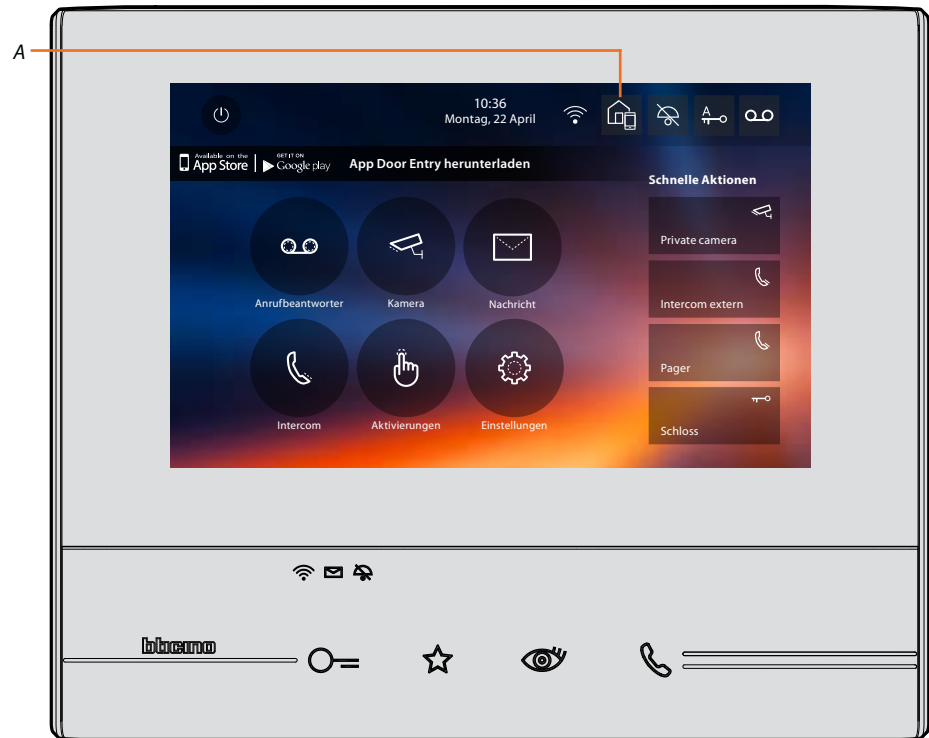 A
10:36
Montag, 22 April
A
Available on the
App Store
GET IT ON
Google play
App Door Entry herunterladen
Schnelle Aktionen
Private camera
Intercom extern
Pager
Schloss
Anrufbeantworter
Kamera
Nachricht
Intercom
Aktivierungen
Einstellungen
bticino